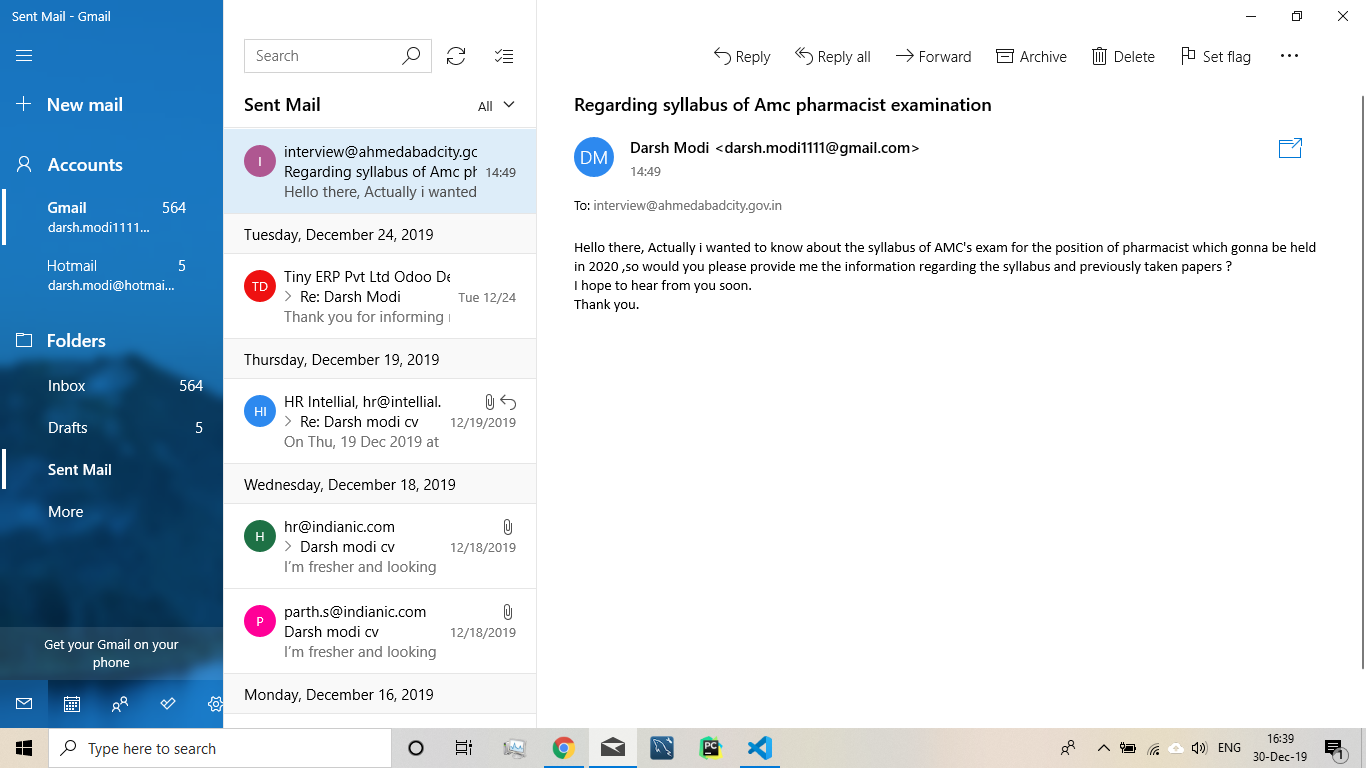 Sent Mail - Gmail
Search
Reply
Reply all
Forward
Archive
Delete
Set flag
New mail
Accounts
Gmail 564
darsh.modi1111...
Hotmail 5
darsh.modi@hotmai...
Folders
Inbox 564
Drafts 5
Sent Mail
More
Get your Gmail on your
phone
Sent Mail All
I
interview@ahmedabadcity.gc
Regarding syllabus of Amc ph 14:49
Hello there, Actually i wanted
Tuesday, December 24, 2019
TD
Tiny ERP Pvt Ltd Odoo De
Re: Darsh Modi Tue 12/24
Thank you for informing
Thursday, December 19, 2019
HI
HR Intellial, hr@intellial.
Re: Darsh modi cv 12/19/2019
On Thu, 19 Dec 2019 at
Wednesday, December 18, 2019
H
hr@indianic.com
Darsh modi cv 12/18/2019
I'm fresher and looking
P
parth.s@indianic.com
Darsh modi cv 12/18/2019
I'm fresher and looking
Monday, December 16, 2019
Regarding syllabus of Amc pharmacist examination
DM
Darsh Modi <darsh.modi1111@gmail.com>
14:49
To: interview@ahmedabadcity.gov.in
Hello there, Actually i wanted to know about the syllabus of AMC's exam for the position of pharmacist which gonna be held
in 2020 ,so would you please provide me the information regarding the syllabus and previously taken papers ?
I hope to hear from you soon.
Thank you.
Type here to search
PC
ENG
16:39
30-Dec-19
1